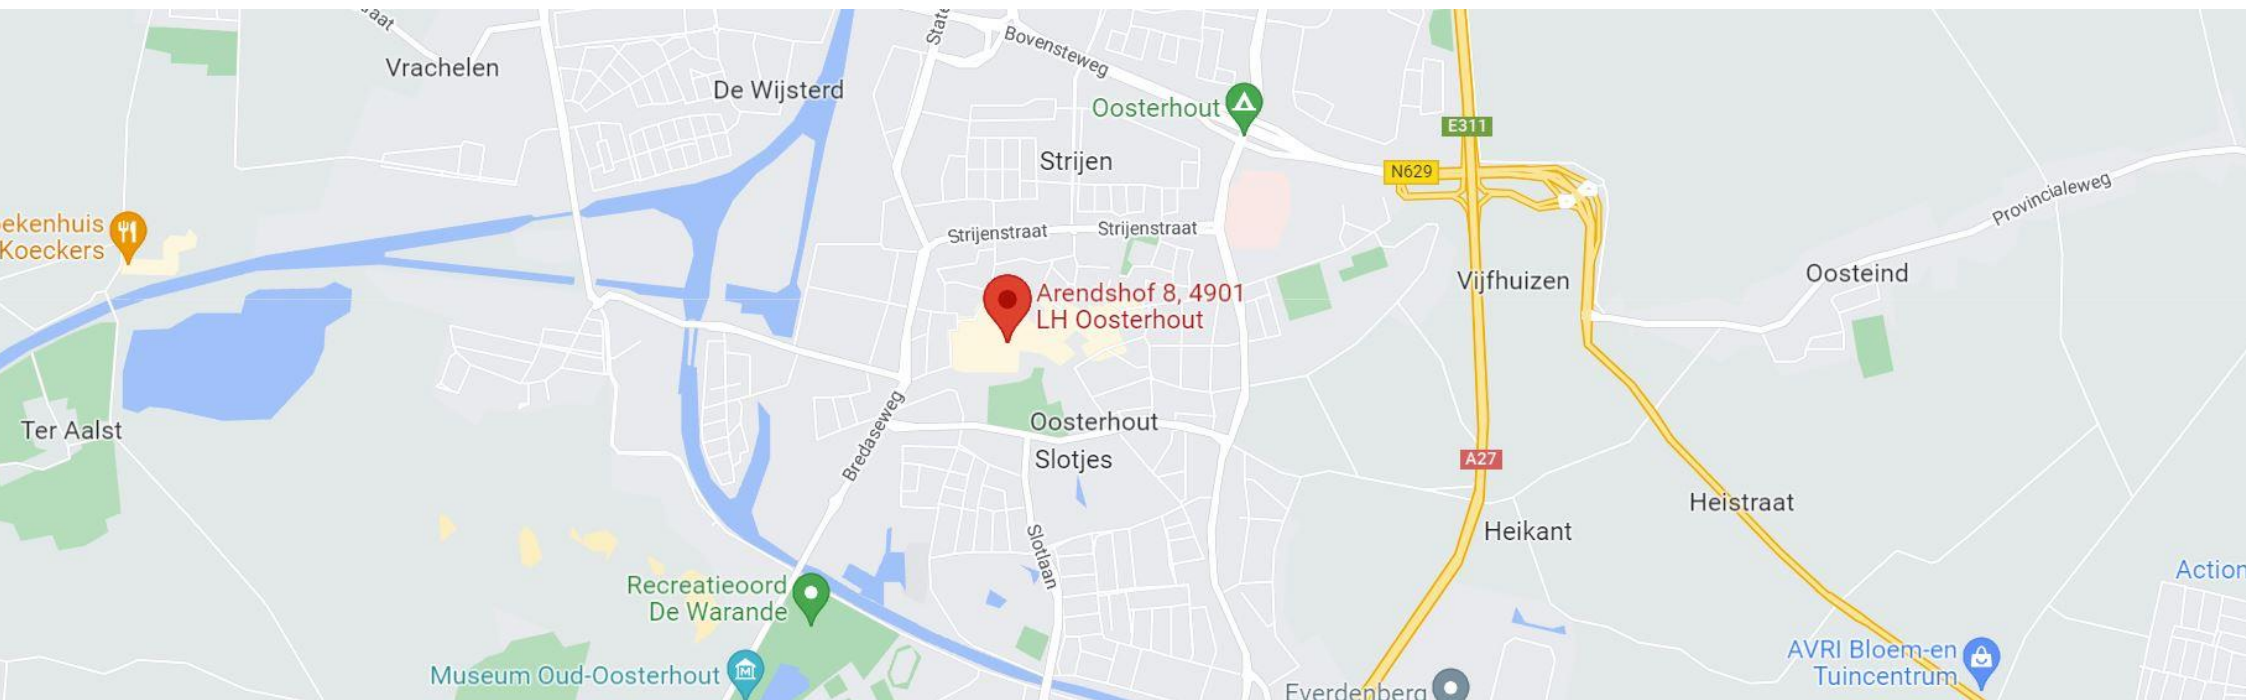 Vrachelen
De Wijsterd
Bovensteweg
Oosterhout
E311
Strijen
N629
Provincialeweg
ekenhuis
Koeckers
Strijenstraat
Strijenstraat
Arendshof 8, 4901
LH Oosterhout
Vijfhuizen
Oosteind
Ter Aalst
Bredaseweg
Oosterhout
Slotjes
A27
Heistraat
Heikant
Slotlaan
Action
Recreatieoord
De Warande
Museum Oud-Oosterhout
AVRI Bloem-en
Tuincentrum
Everdenberg